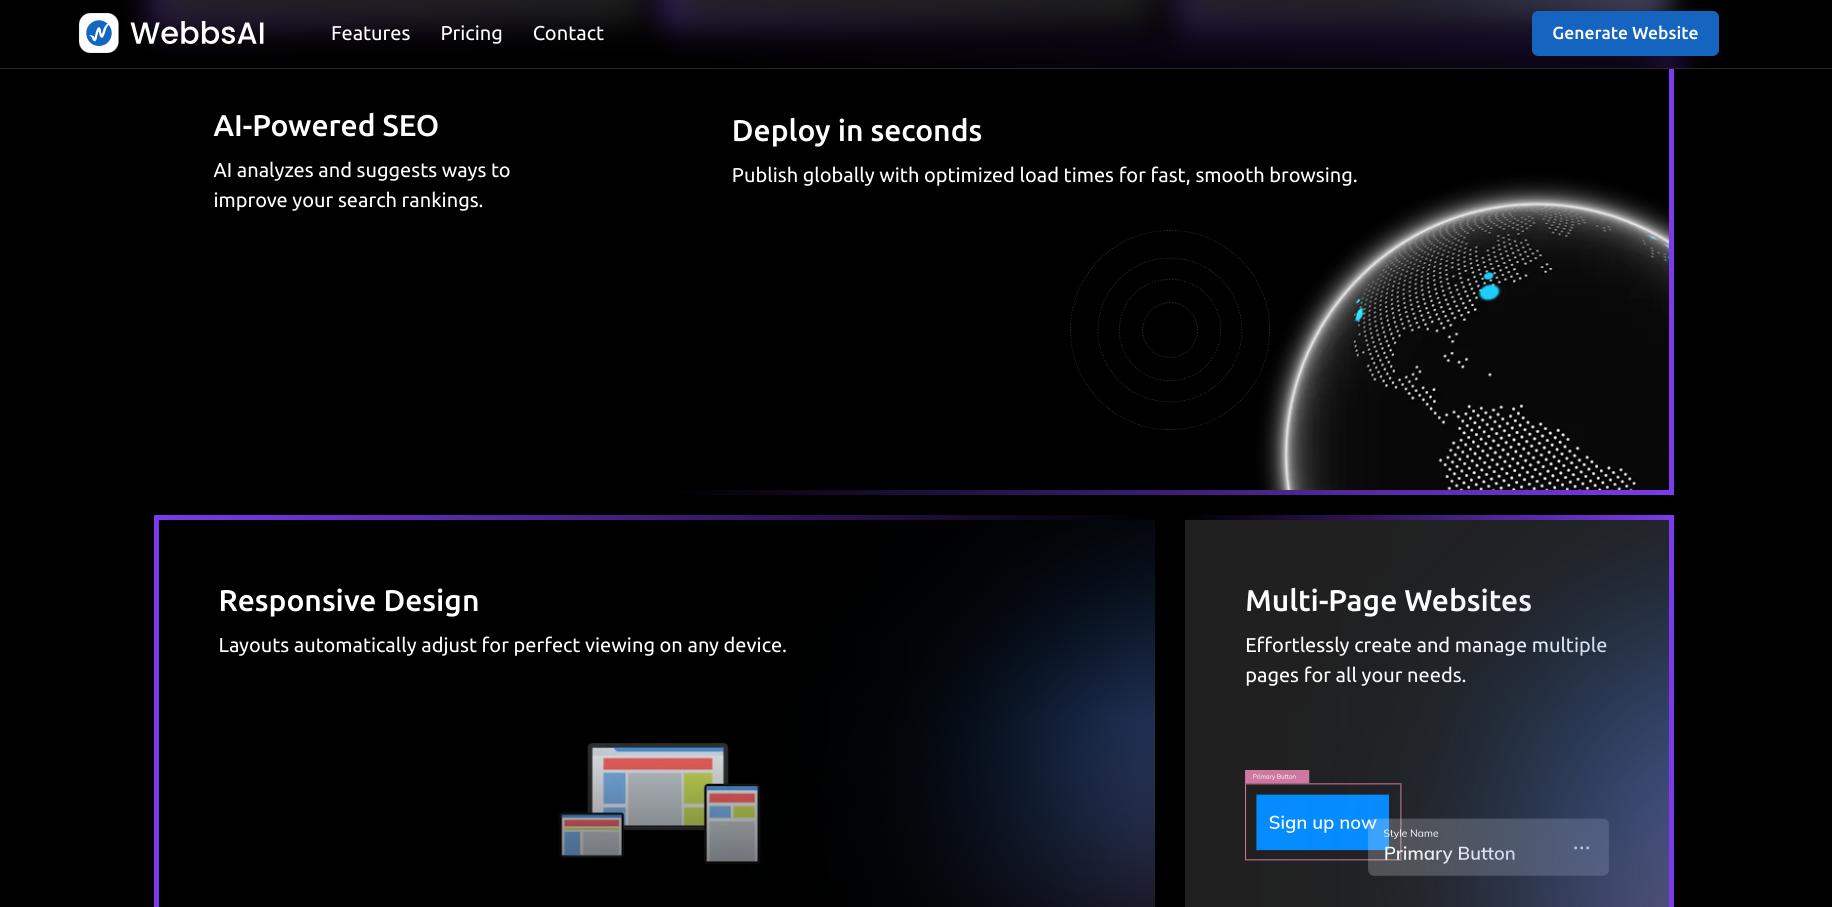 WebbsAI
Features
Pricing
Contact
Generate Website
AI-Powered SEO
AI analyzes and suggests ways to
improve your search rankings.
Deploy in seconds
Publish globally with optimized load times for fast, smooth browsing.
Responsive Design
Layouts automatically adjust for perfect viewing on any device.
Multi-Page Websites
Effortlessly create and manage multiple
pages for all your needs.
Primary Button
Sign up now
Style Name
Primary Button